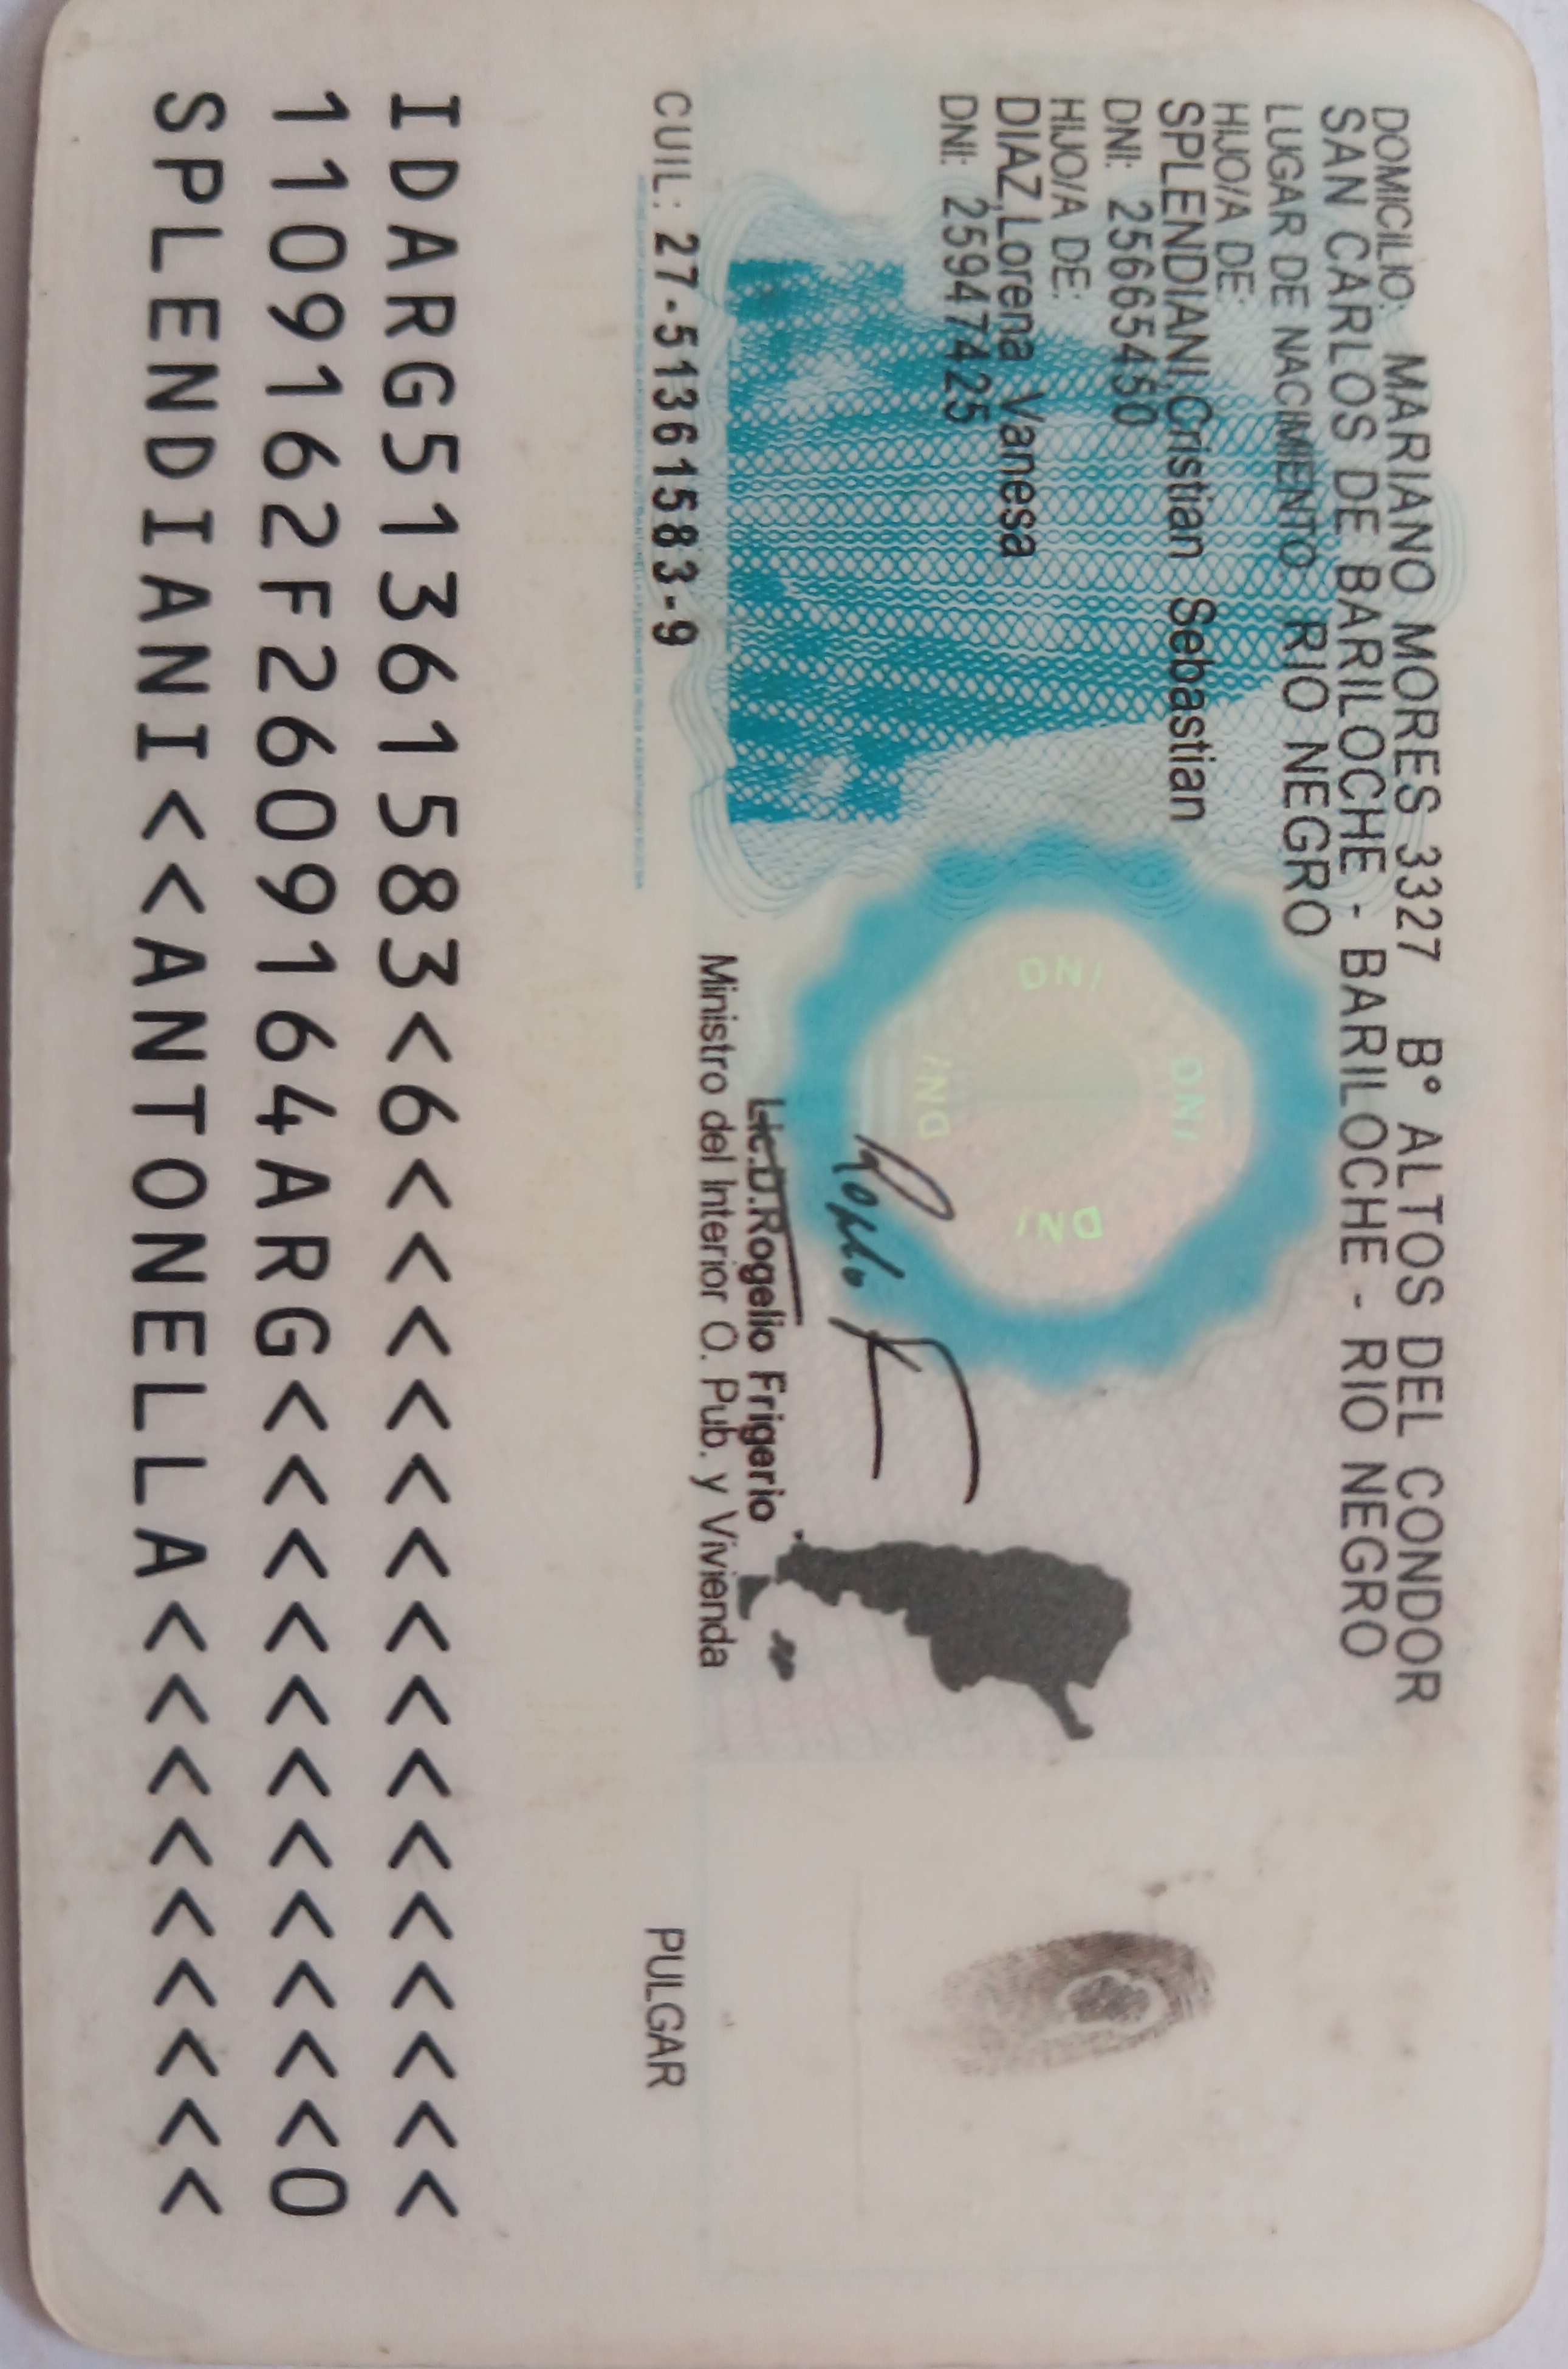 DOMICILIO: MARIANO MORES 3327 B° ALTOS DEL CONDOR
SAN CARLOS DE BARILOCHE - BARILOCHE - RIO NEGRO
LUGAR DE NACIMIENTO: RIO NEGRO
HIJO/A DE:
SPLENDIANI,Cristian Sebastian
DNI: 25665450
HIJO/A DE:
DIAZ,Lorena Vanesa
DNI: 25947425
DNI
DNI
DNI
DNI
Lic.D.Rogelio Frigerio
Ministro del Interior O. Pub. y Vivienda
CUIL: 27-51361583-9
PULGAR
IDARG51361583<6<<<<<<<<<<<<<<<
1109162F2609164ARG<<<<<<<<<<<0
SPLENDIANI<<ANTONELLA<<<<<<<<<